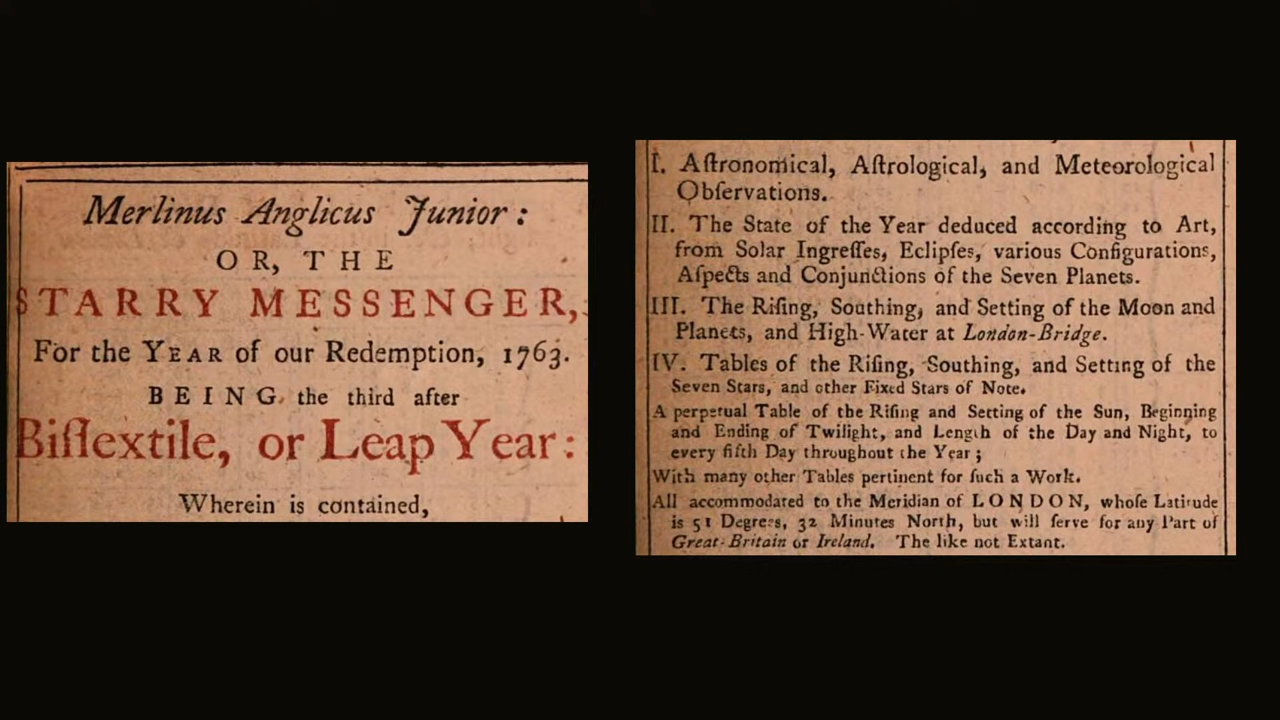 Merlinus Anglicus Junior:
OR, THE
STARRY MESSENGER,
For the YEAR of our Redemption, 1763.
BEING the third after
Biſſextile, or Leap Year:
Wherein is contained,
I. Aſtronomical, Aſtrological, and Meteorological
Obſervations.
II. The State of the Year deduced according to Art,
from Solar Ingreſſes, Eclipſes, various Configurations,
Aſpects and Conjunctions of the Seven Planets.
III. The Riſing, Southing, and Setting of the Moon and
Planets, and High-Water at London-Bridge.
IV. Tables of the Riſing, Southing, and Setting of the
Seven Stars, and other Fixed Stars of Note.
A perpetual Table of the Riſing and Setting of the Sun, Beginning
and Ending of Twilight, and Length of the Day and Night, to
every fifth Day throughout the Year;
With many other Tables pertinent for ſuch a Work.
All accommodated to the Meridian of LONDON, whoſe Latitude
is 51 Degrees, 32 Minutes North, but will ſerve for any Part of
Great-Britain or Ireland. The like not Extant.